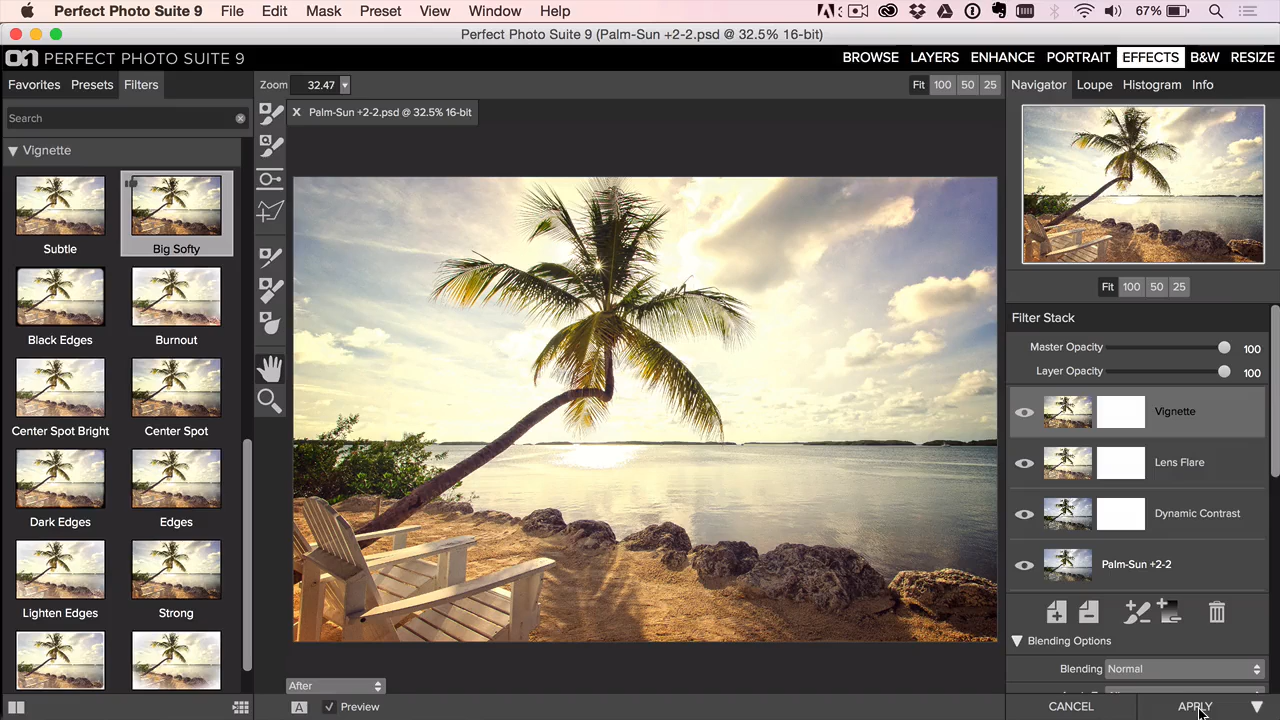 Perfect Photo Suite 9 File Edit Mask Preset View Window Help 67%
Perfect Photo Suite 9 (Palm-Sun +2-2.psd @ 32.5% 16-bit)
on PERFECT PHOTO SUITE 9 BROWSE LAYERS ENHANCE PORTRAIT EFFECTS B&W RESIZE
Favorites Presets Filters Zoom 32.47 Fit 100 50 25 Navigator Loupe Histogram Info
Search
X Palm-Sun +2-2.psd @ 32.5% 16-bit
Vignette
Subtle Big Softy
Black Edges Burnout
Center Spot Bright Center Spot
Dark Edges Edges
Lighten Edges Strong
Fit 100 50 25
Filter Stack
Master Opacity 100
Layer Opacity 100
Vignette
Lens Flare
Dynamic Contrast
Palm-Sun +2-2
Blending Options
Blending Normal
After
A Preview
CANCEL APPLY